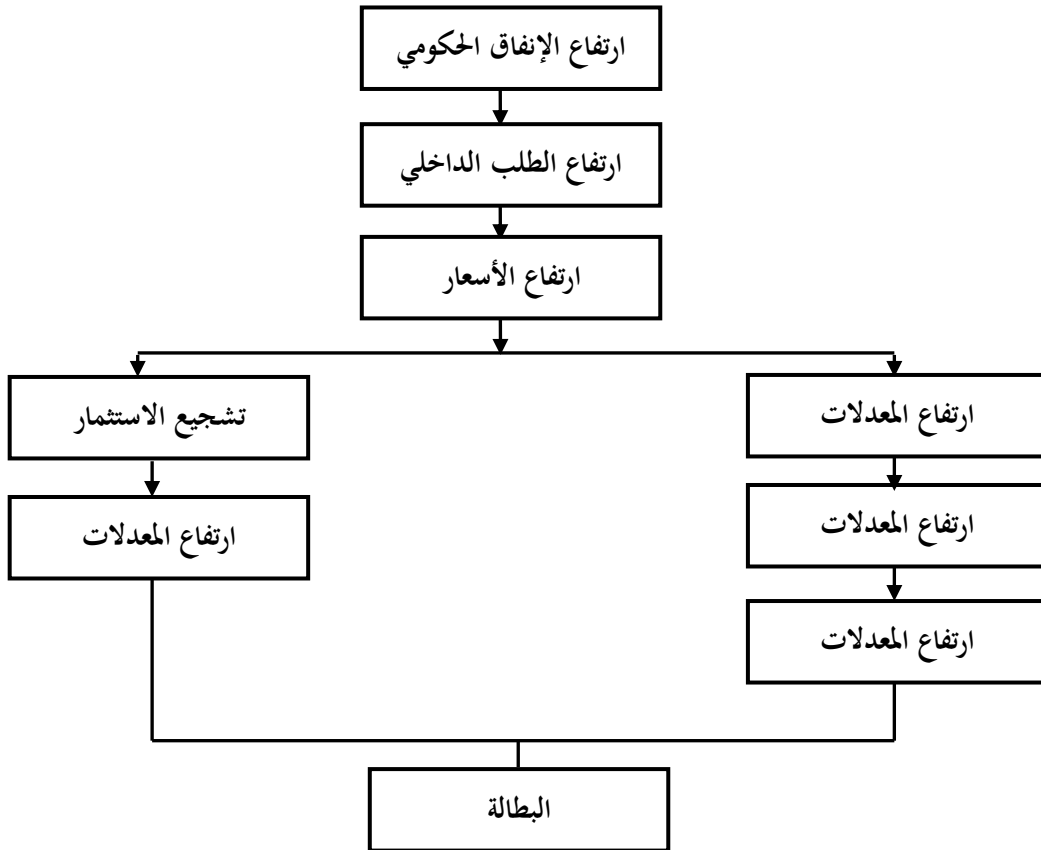 ارتفاع الإنفاق الحكومي
ارتفاع الطلب الداخلي
ارتفاع الأسعار
ارتفاع المعدلات
تشجيع الاستثمار
ارتفاع المعدلات
ارتفاع المعدلات
ارتفاع المعدلات
البطالة